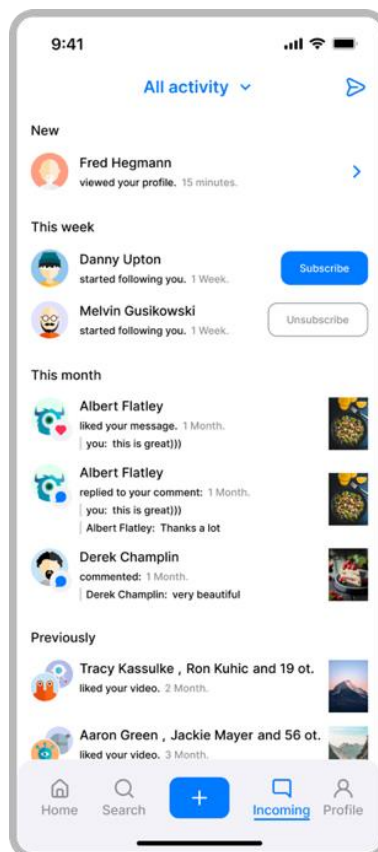 9:41
All activity
New
Fred Hegmann
viewed your profile. 15 minutes.
This week
Danny Upton
started following you. 1 Week.
Subscribe
Melvin Gusikowski
started following you. 1 Week.
Unsubscribe
This month
Albert Flatley
liked your message. 1 Month.
you: this is great)))
Albert Flatley
replied to your comment: 1 Month.
you: this is great)))
Albert Flatley: Thanks a lot
Derek Champlin
commented: 1 Month.
Derek Champlin: very beautiful
Previously
Tracy Kassulke , Ron Kuhic and 19 ot.
liked your video. 2 Month.
Aaron Green , Jackie Mayer and 56 ot.
liked your video. 3 Month.
Home
Search
Incoming
Profile